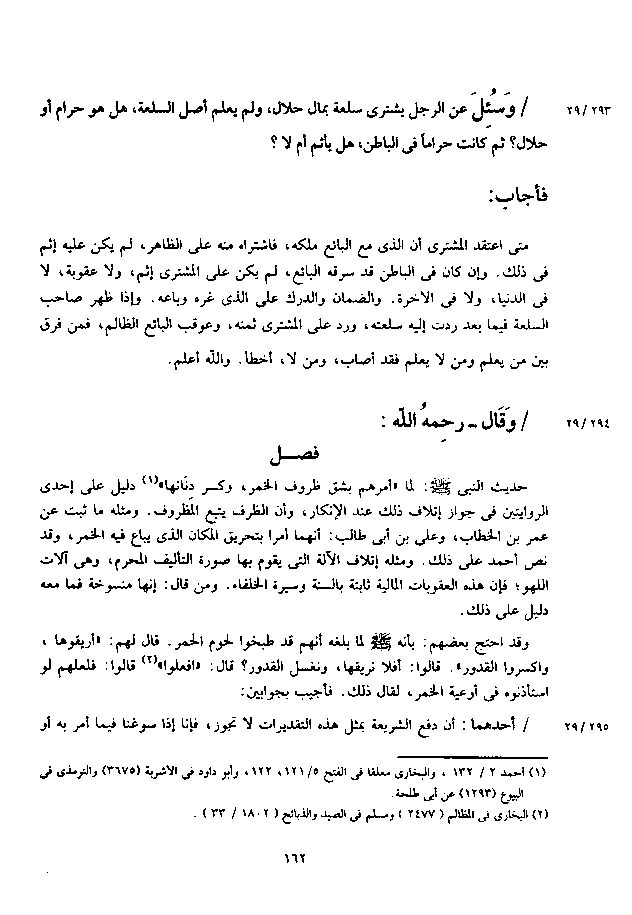 ٢٩/٢٩٣ / وَسُئِلَ عن الرجل يشترى سلعة بمال حلال، ولم يعلم أصل السلعة، هل هو حرام أو
حلال؟ ثم كانت حراماً فى الباطن، هل يأثم أم لا ؟
فأجاب:
متى اعتقد المشترى أن الذى مع البائع ملكه، فاشتراه منه على الظاهر، لم يكن عليه إثم
فى ذلك. وإن كان فى الباطن قد سرقه البائع، لم يكن على المشترى إثم، ولا عقوبة، لا
فى الدنيا، ولا فى الاخرة. والضمان والدرك على الذى غره وباعه. وإذا ظهر صاحب
السلعة فيما بعد ردت إليه سلعته، ورد على المشترى ثمنه، وعوقب البائع الظالم، فمن فرق
بين من يعلم ومن لا يعلم فقد أصاب، ومن لا، أخطأ. والله أعلم.
٢٩/٢٩٤ / وَقَال ـ رحِمهُ اللَّه :
فصـــل
حديث النبى ﷺ: لما «أمرهم بشق ظروف الخمر، وكسر دِنَانها»(١) دليل على إحدى
الروايتين فى جواز إتلاف ذلك عند الإنكار، وأن الظرف يتبع المظروف. ومثله ما ثبت عن
عمر بن الخطاب، وعلي بن أبى طالب: أنهما أمرا بتحريق المكان الذى يباع فيه الخمر، وقد
نص أحمد على ذلك. ومثله إتلاف الآلة التى يقوم بها صورة التأليف المحرم، وهى آلات
اللهو؛ فإن هذه العقوبات المالية ثابتة بالسنة وسيرة الخلفاء. ومن قال: إنها منسوخة فما معه
دليل على ذلك.
وقد احتج بعضهم: بأنه ﷺ لما بلغه أنهم قد طبخوا لحوم الخمر. قال لهم: «أريقوها ،
واكسروا القدور». قالوا: أفلا نريقها، ونغسل القدور؟ قال: «افعلوا»(٢) قالوا: فلعلهم لو
استأذنوه فى أوعية الخمر، لقال ذلك. فأجيب بجوابين:
٢٩/٢٩٥ / أحدهما : أن دفع الشريعة بمثل هذه التقديرات لا تجوز، فإنا إذا سوغنا فيما أمر به أو
(١) أحمد ٢ / ١٣٢ ، والبخارى معلقا فى الفتح ١٢١/٥، ١٢٢، وأبو داود فى الأشربة (٣٦٧٥) والترمذى فى
البيوع (١٢٩٣) عن أبى طلحة.
(٢) البخارى فى المظالم ( ٢٤٧٧ ) ومسلم فى الصيد والذبائح ( ١٨٠٢ / ٣٣ ) .
١٦٢